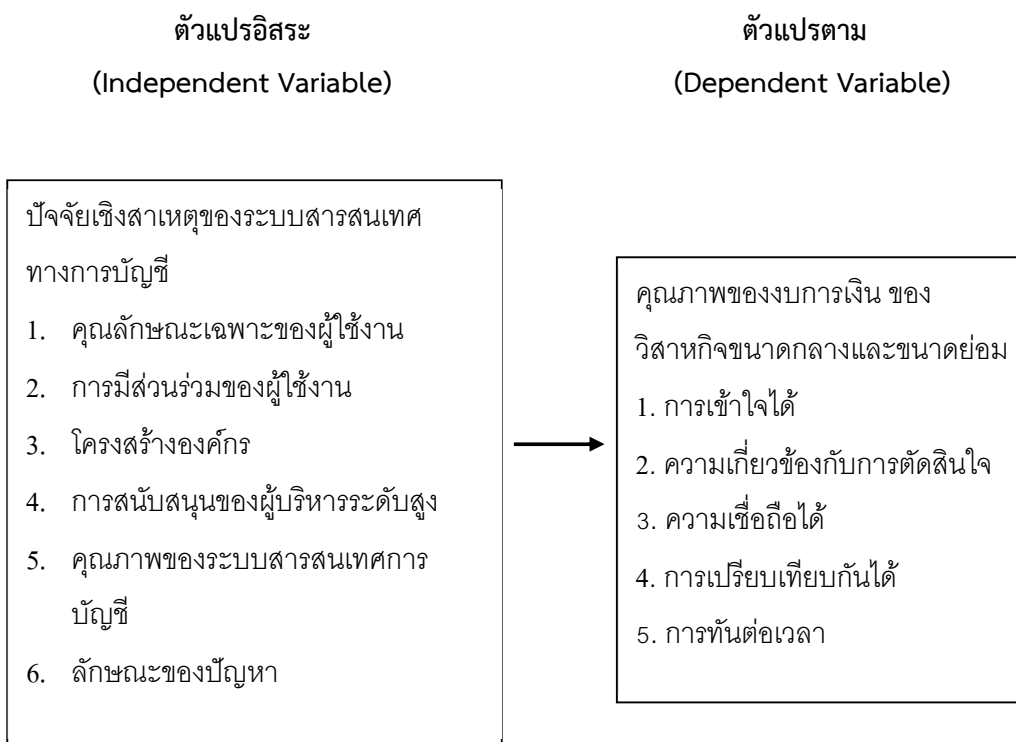 ตัวแปรอิสระ
(Independent Variable)
ตัวแปรตาม
(Dependent Variable)
ปัจจัยเชิงสาเหตุของระบบสารสนเทศ
ทางการบัญชี
1. คุณลักษณะเฉพาะของผู้ใช้งาน
2. การมีส่วนร่วมของผู้ใช้งาน
3. โครงสร้างองค์กร
4. การสนับสนุนของผู้บริหารระดับสูง
5. คุณภาพของระบบสารสนเทศการ
บัญชี
6. ลักษณะของปัญหา
คุณภาพของงบการเงิน ของ
วิสาหกิจขนาดกลางและขนาดย่อม
1. การเข้าใจได้
2. ความเกี่ยวข้องกับการตัดสินใจ
3. ความเชื่อถือได้
4. การเปรียบเทียบกันได้
5. การทันต่อเวลา